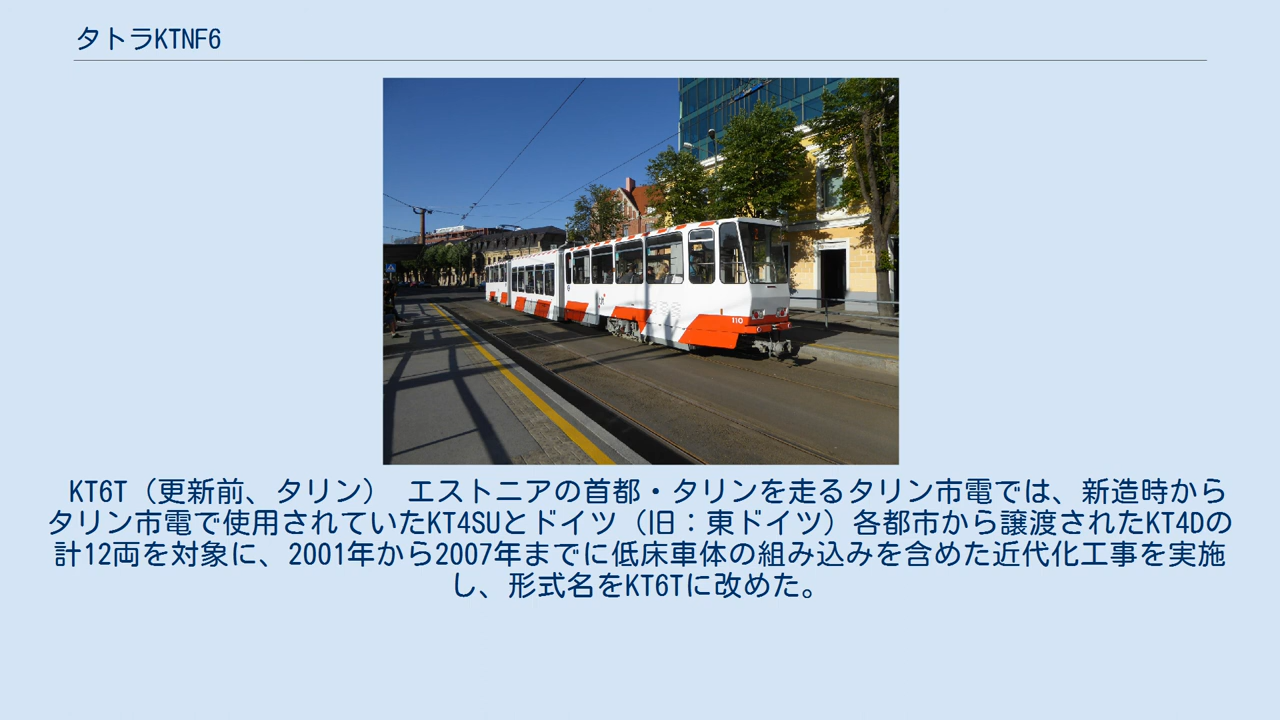 タトラKTNF6
110
KT6T（更新前、タリン） エストニアの首都・タリンを走るタリン市電では、新造時から
タリン市電で使用されていたKT4SUとドイツ（旧：東ドイツ）各都市から譲渡されたKT4Dの
計12両を対象に、2001年から2007年までに低床車体の組み込みを含めた近代化工事を実施
し、形式名をKT6Tに改めた。